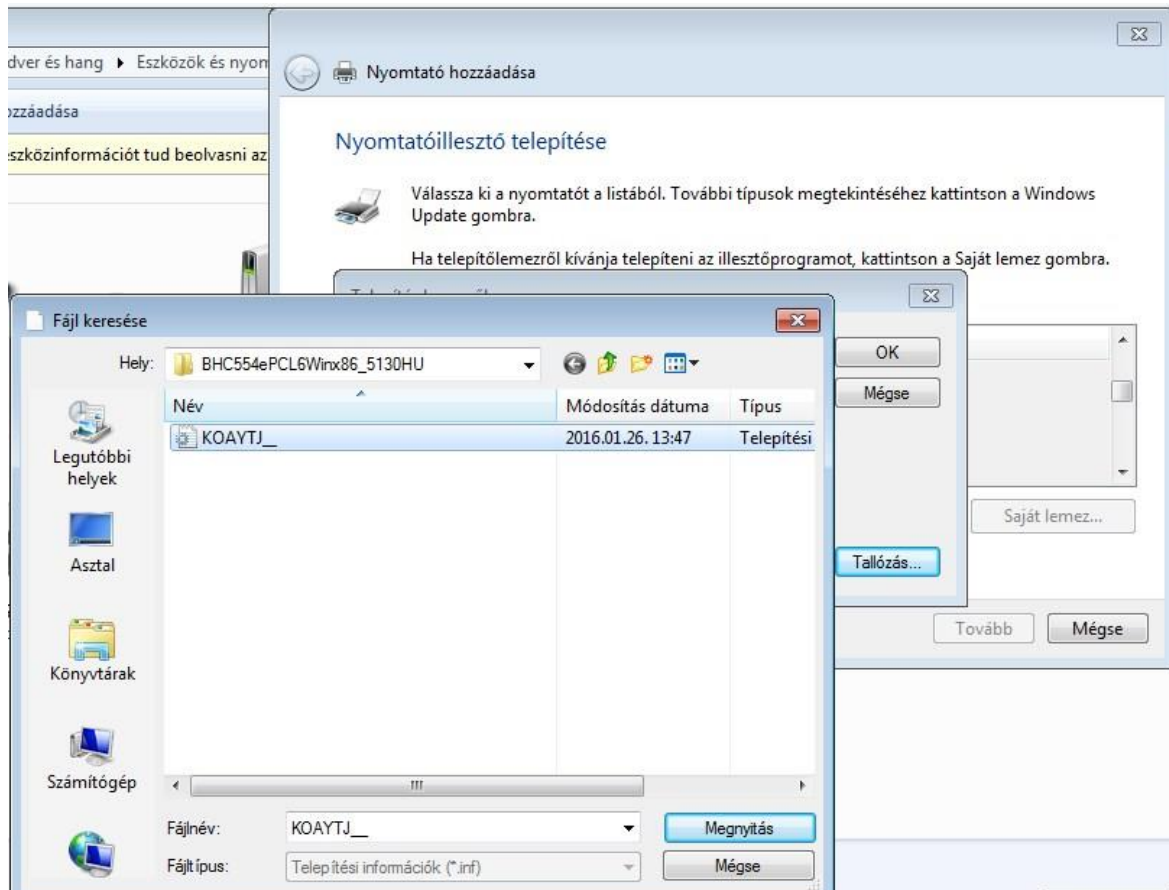 dver és hang ▸ Eszközök és nyom
ozzáadása
eszközinformációt tud beolvasni az
Nyomtató hozzáadása
Nyomtatóillesztő telepítése
Válassza ki a nyomtatót a listából. További típusok megtekintéséhez kattintson a Windows
Update gombra.
Ha telepítőlemezről kívánja telepíteni az illesztőprogramot, kattintson a Saját lemez gombra.
OK
Mégse
Saját lemez...
Tallózás...
Tovább
Mégse
Fájl keresése
Hely:
BHC554ePCL6Winx86_5130HU
Név
Módosítás dátuma
Típus
KOAYTJ__
2016.01.26. 13:47
Telepítési
Legutóbbi
helyek
Asztal
Könyvtárak
Számítógép
Fájlnév:
KOAYTJ__
Megnyitás
Fájltípus:
Telepítési információk (*.inf)
Mégse